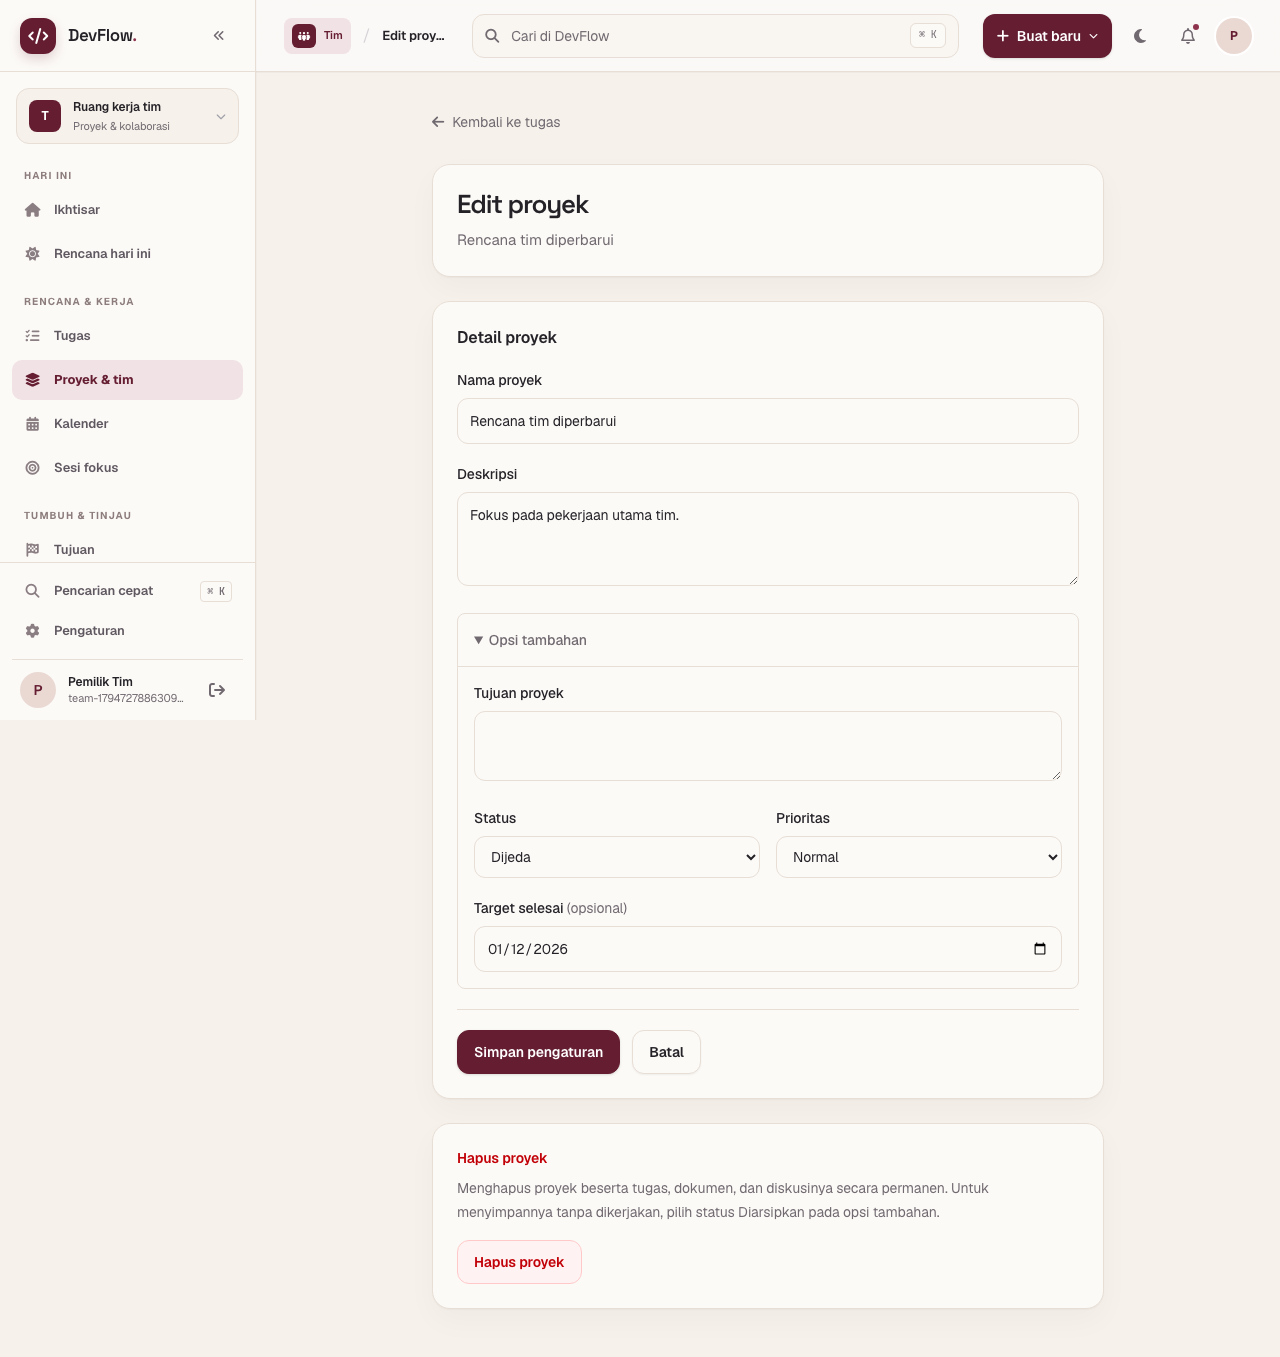 DevFlow.
Ruang kerja tim
Proyek & kolaborasi
HARI INI
Ikhtisar
Rencana hari ini
RENCANA & KERJA
Tugas
Proyek & tim
Kalender
Sesi fokus
TUMBUH & TINJAU
Tujuan
Pencarian cepat ⌘ K
Pengaturan
P
Pemilik Tim
team-1794727886309…
T
Tim / Edit proy…
Cari di DevFlow ⌘ K
+ Buat baru
P
Kembali ke tugas
Edit proyek
Rencana tim diperbarui
Detail proyek
Nama proyek
Rencana tim diperbarui
Deskripsi
Fokus pada pekerjaan utama tim.
Opsi tambahan
Tujuan proyek
Status Prioritas
Dijeda Normal
Target selesai (opsional)
01/12/2026
Simpan pengaturan Batal
Hapus proyek
Menghapus proyek beserta tugas, dokumen, dan diskusinya secara permanen. Untuk
menyimpannya tanpa dikerjakan, pilih status Diarsipkan pada opsi tambahan.
Hapus proyek